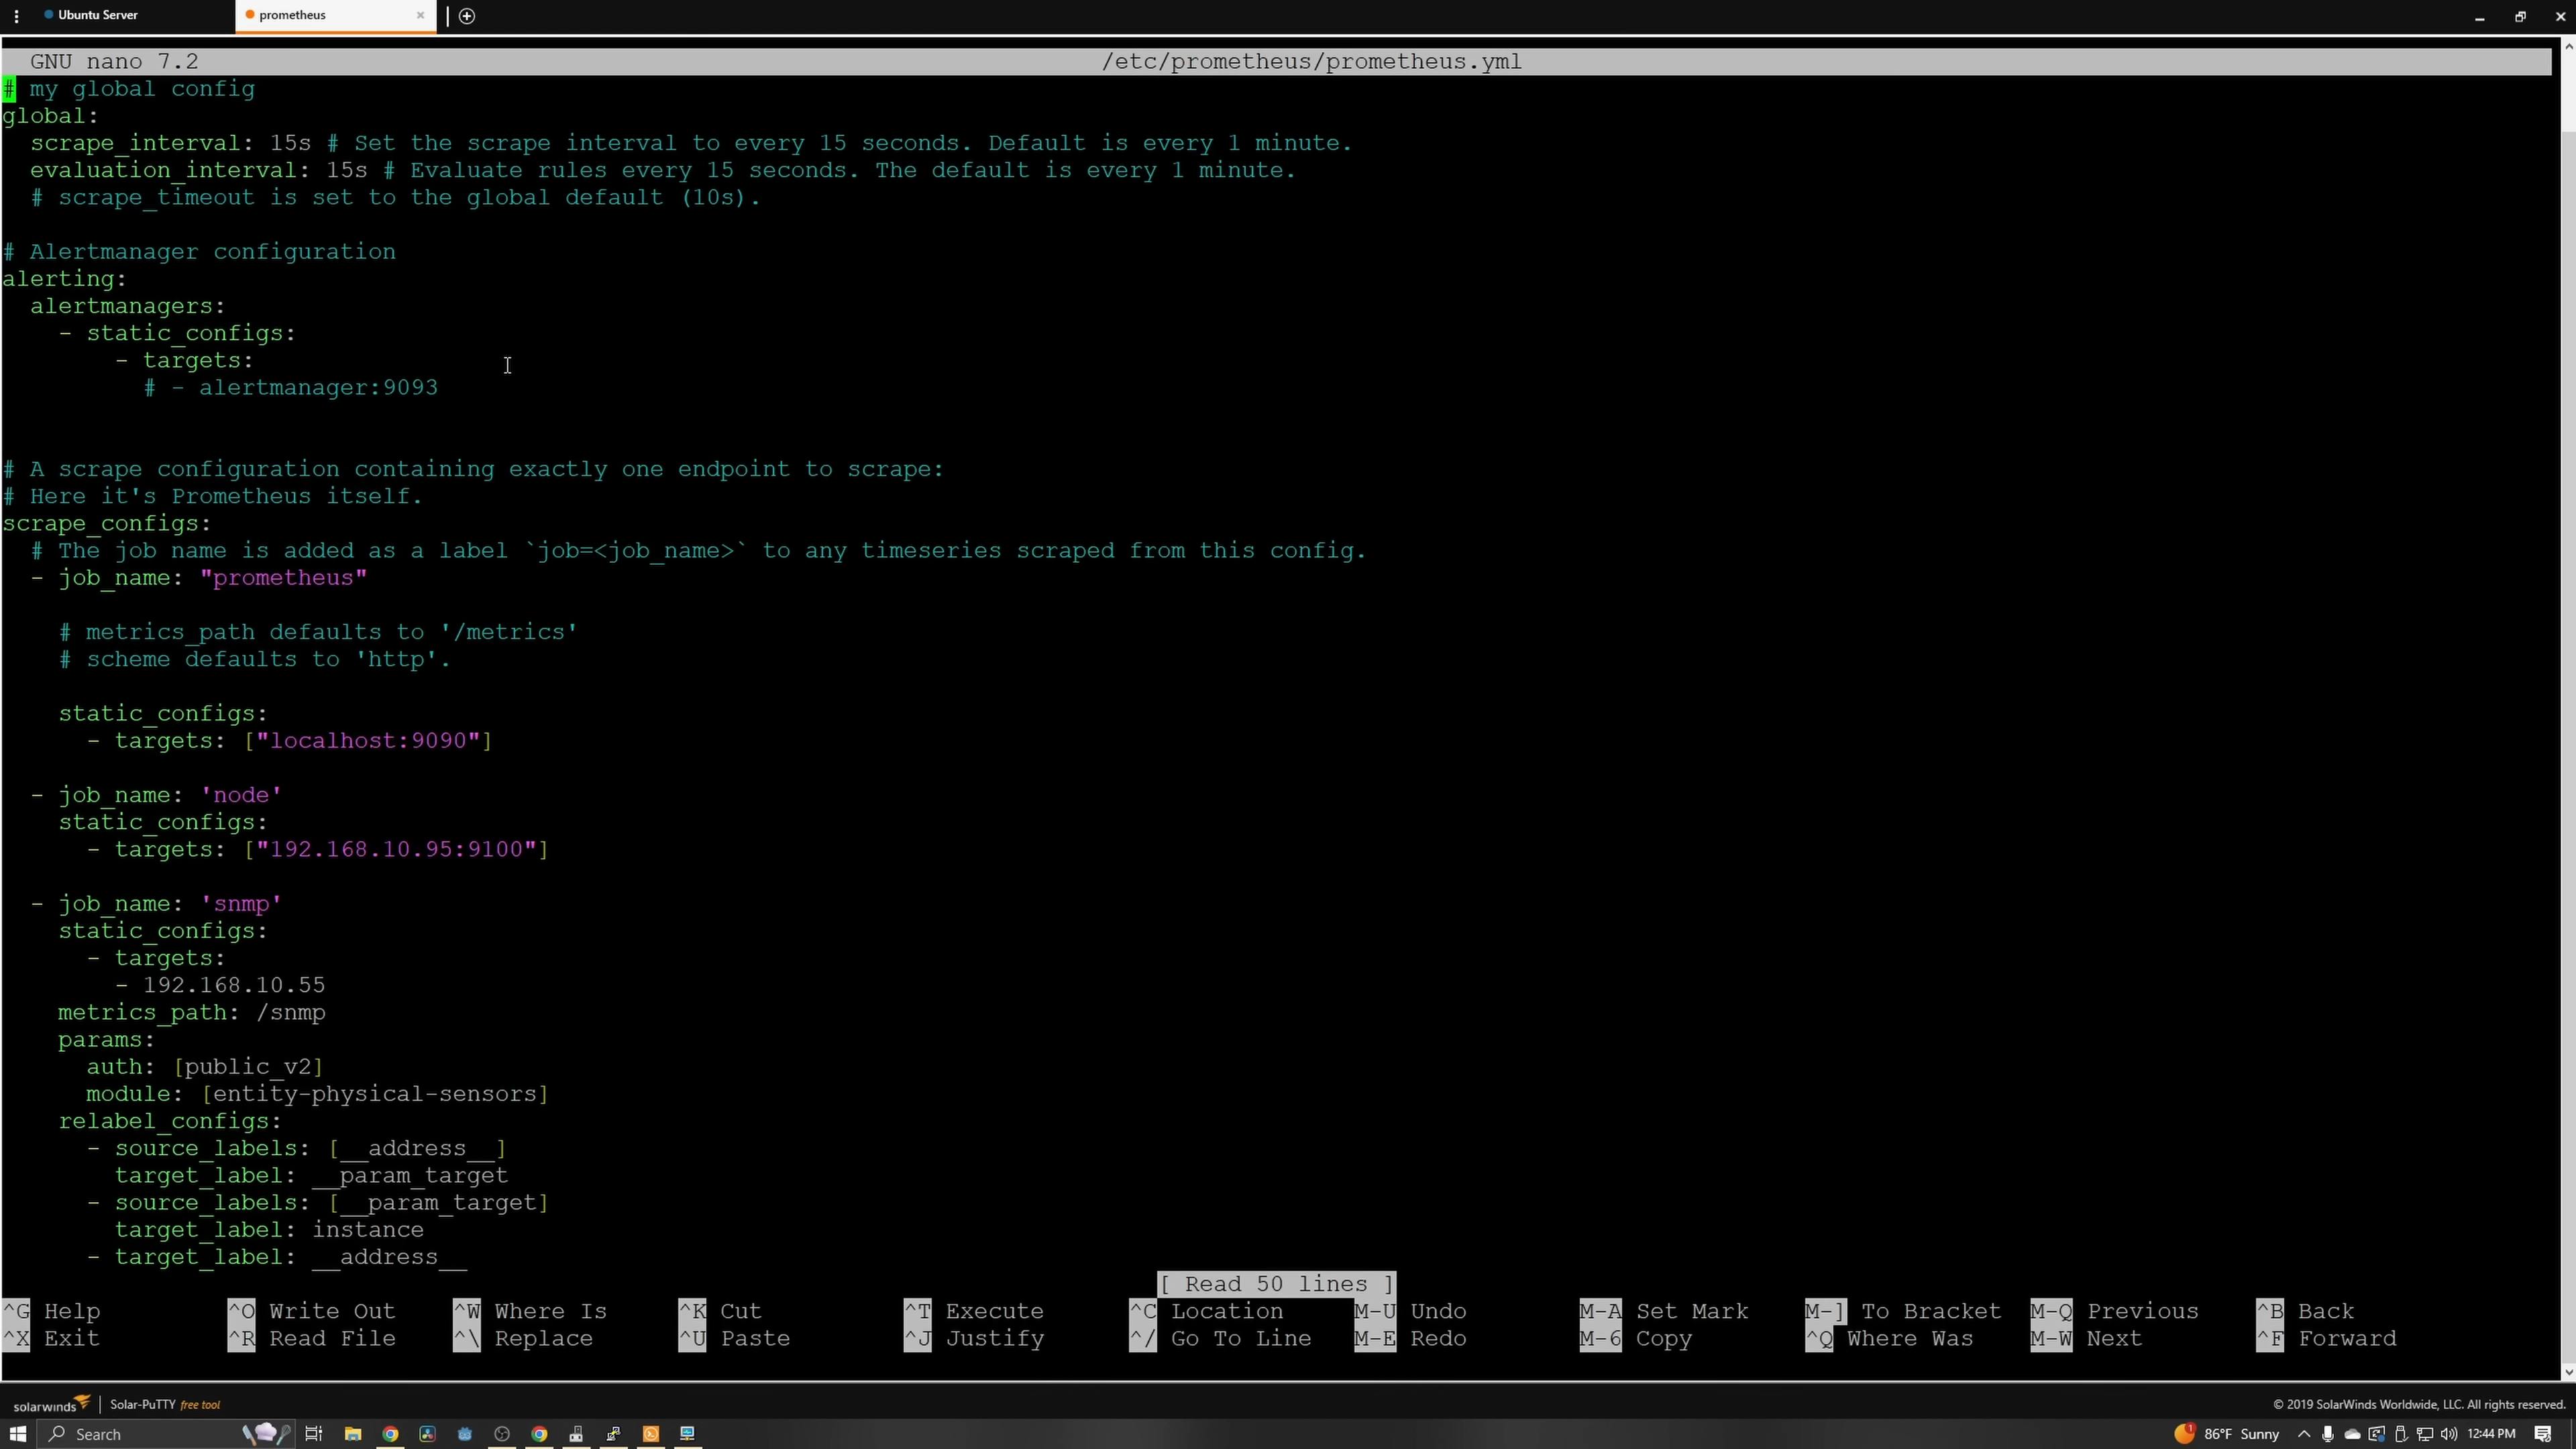 Ubuntu Server
prometheus
GNU nano 7.2 /etc/prometheus/prometheus.yml
# my global config
global:
  scrape_interval: 15s # Set the scrape interval to every 15 seconds. Default is every 1 minute.
  evaluation_interval: 15s # Evaluate rules every 15 seconds. The default is every 1 minute.
  # scrape_timeout is set to the global default (10s).
# Alertmanager configuration
alerting:
  alertmanagers:
    - static_configs:
        - targets:
          # - alertmanager:9093
# A scrape configuration containing exactly one endpoint to scrape:
# Here it's Prometheus itself.
scrape_configs:
  # The job name is added as a label `job=<job_name>` to any timeseries scraped from this config.
  - job_name: "prometheus"
    # metrics_path defaults to '/metrics'
    # scheme defaults to 'http'.
    static_configs:
      - targets: ["localhost:9090"]
  - job_name: 'node'
    static_configs:
      - targets: ["192.168.10.95:9100"]
  - job_name: 'snmp'
    static_configs:
      - targets:
        - 192.168.10.55
    metrics_path: /snmp
    params:
      auth: [public_v2]
      module: [entity-physical-sensors]
    relabel_configs:
      - source_labels: [__address__]
        target_label: __param_target
      - source_labels: [__param_target]
        target_label: instance
      - target_label: __address__
[ Read 50 lines ]
^G Help ^O Write Out ^W Where Is ^K Cut ^T Execute ^C Location M-U Undo M-A Set Mark M-] To Bracket M-Q Previous ^B Back
^X Exit ^R Read File ^\ Replace ^U Paste ^J Justify ^/ Go To Line M-E Redo M-6 Copy ^Q Where Was M-W Next ^F Forward
solarwinds | Solar-PuTTY free tool © 2019 SolarWinds Worldwide, LLC. All rights reserved.
Search 1 86°F Sunny 12:44 PM